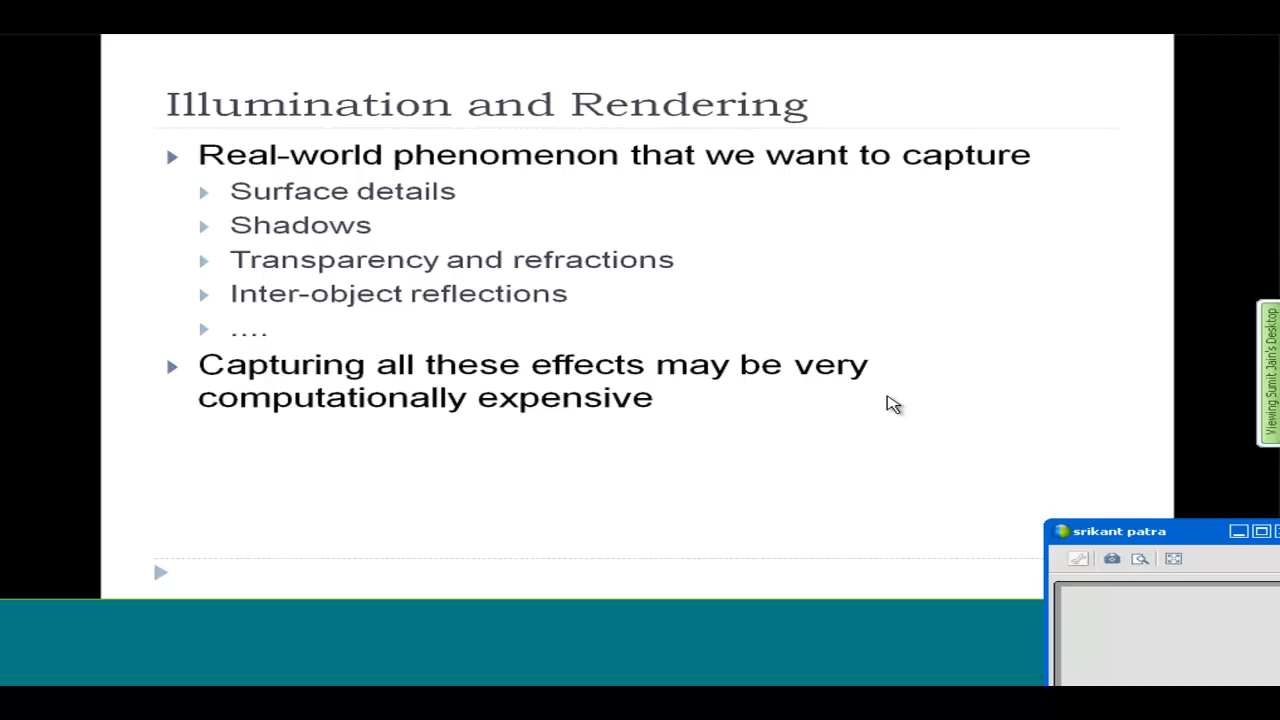 Illumination and Rendering
Real-world phenomenon that we want to capture
Surface details
Shadows
Transparency and refractions
Inter-object reflections
....
Capturing all these effects may be very
computationally expensive
Viewing Sumit Jain's Desktop
srikant patra